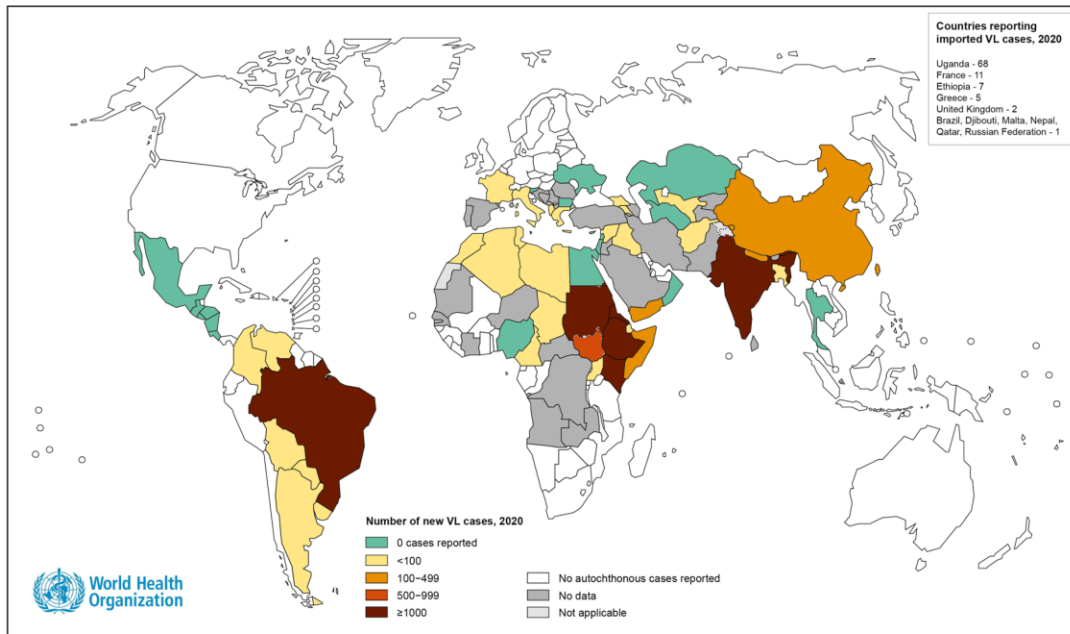 Countries reporting
imported VL cases, 2020
Uganda - 68
France - 11
Ethiopia - 7
Greece - 5
United Kingdom - 2
Brazil, Djibouti, Malta, Nepal,
Qatar, Russian Federation - 1
Number of new VL cases, 2020
0 cases reported
<100
100–499
500–999
≥1000
No autochthonous cases reported
No data
Not applicable
World Health
Organization